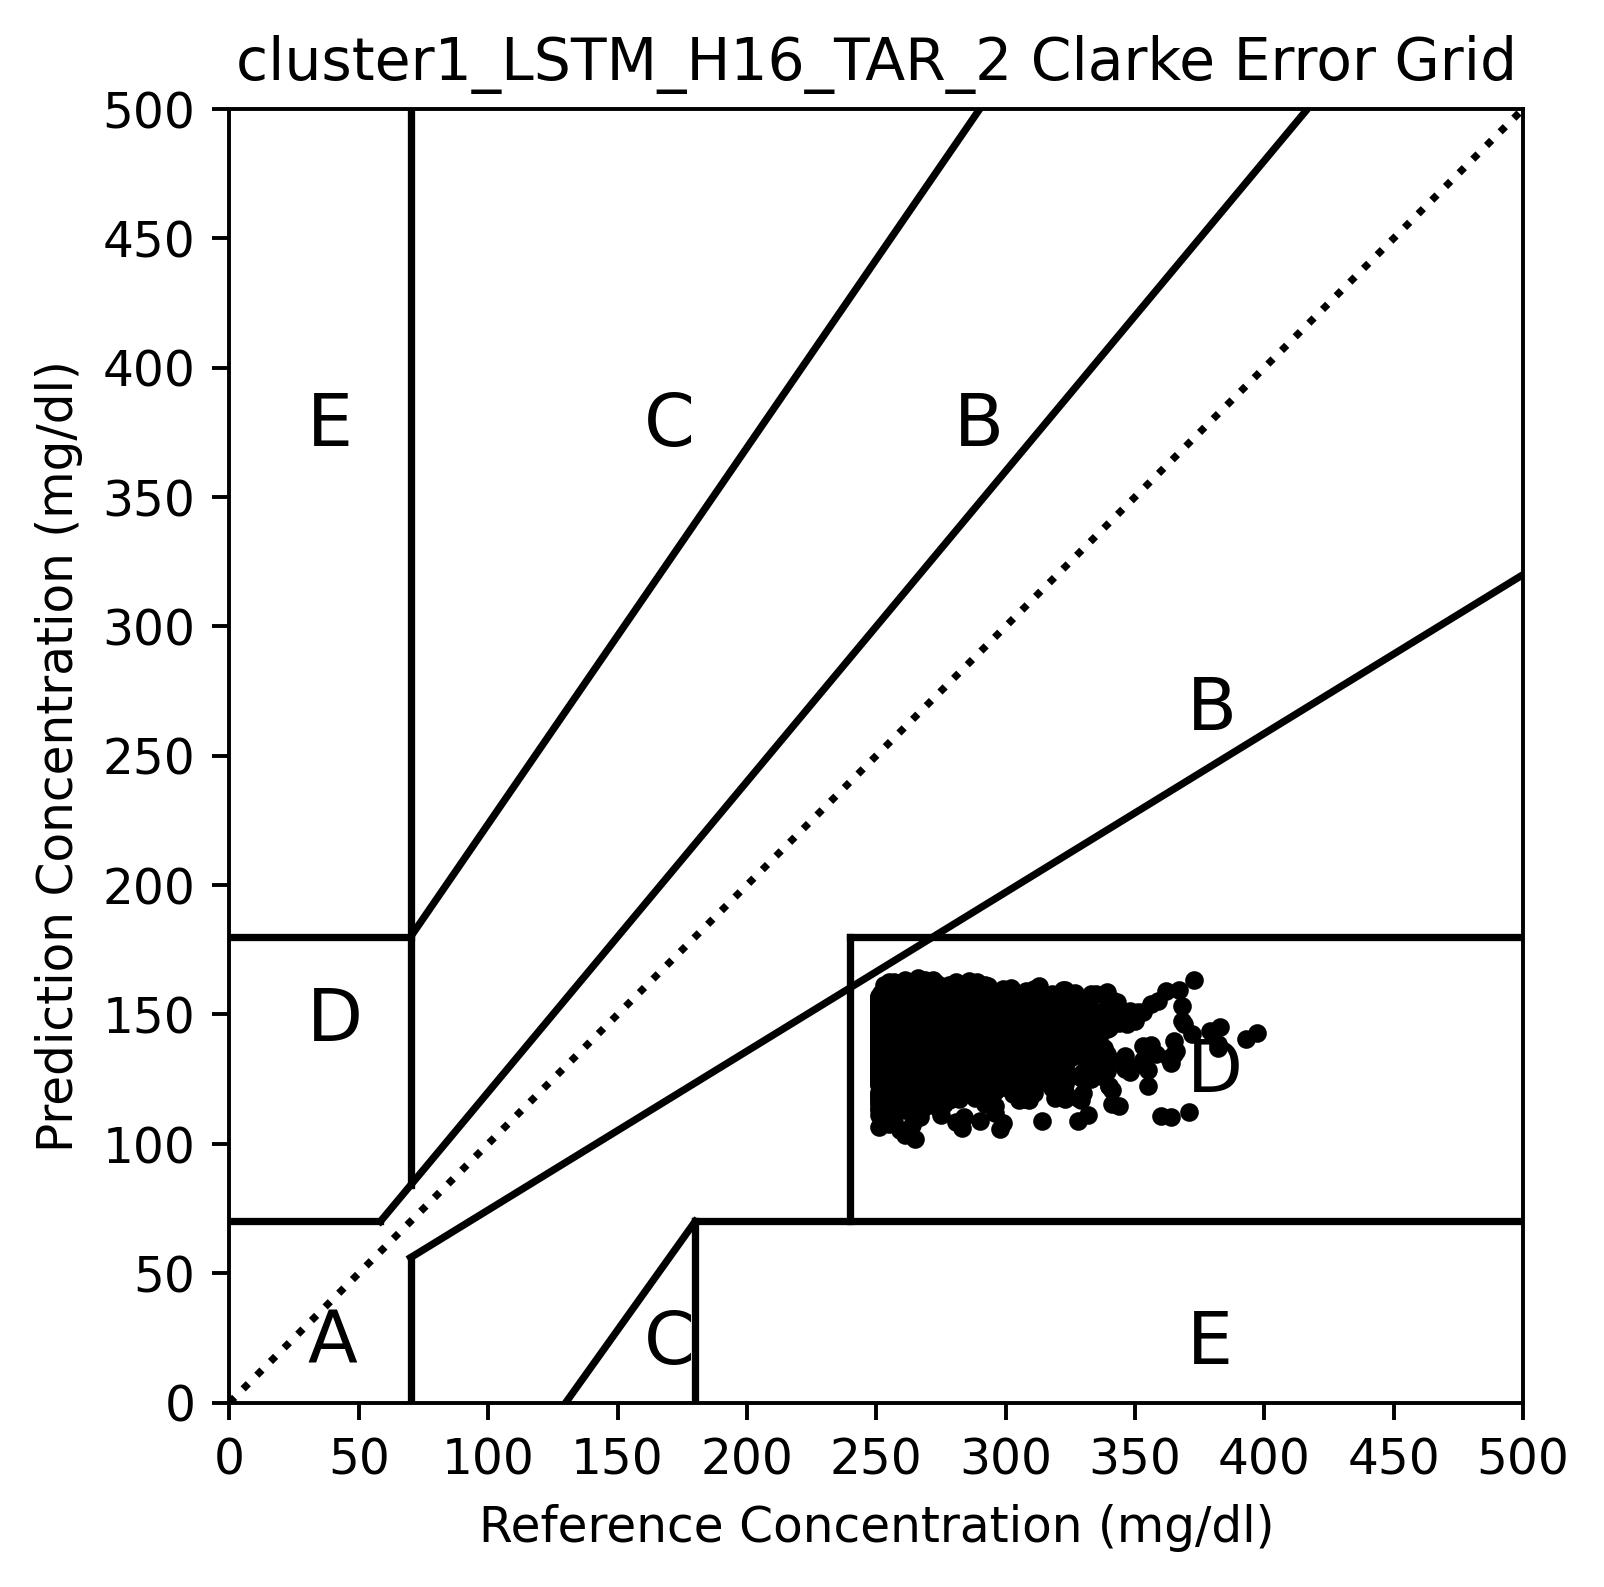 cluster1_LSTM_H16_TAR_2 Clarke Error Grid
Prediction Concentration (mg/dl)
500
450
400
350
300
250
200
150
100
50
0
E
C
B
B
D
D
A
C
E
0 50 100 150 200 250 300 350 400 450 500
Reference Concentration (mg/dl)